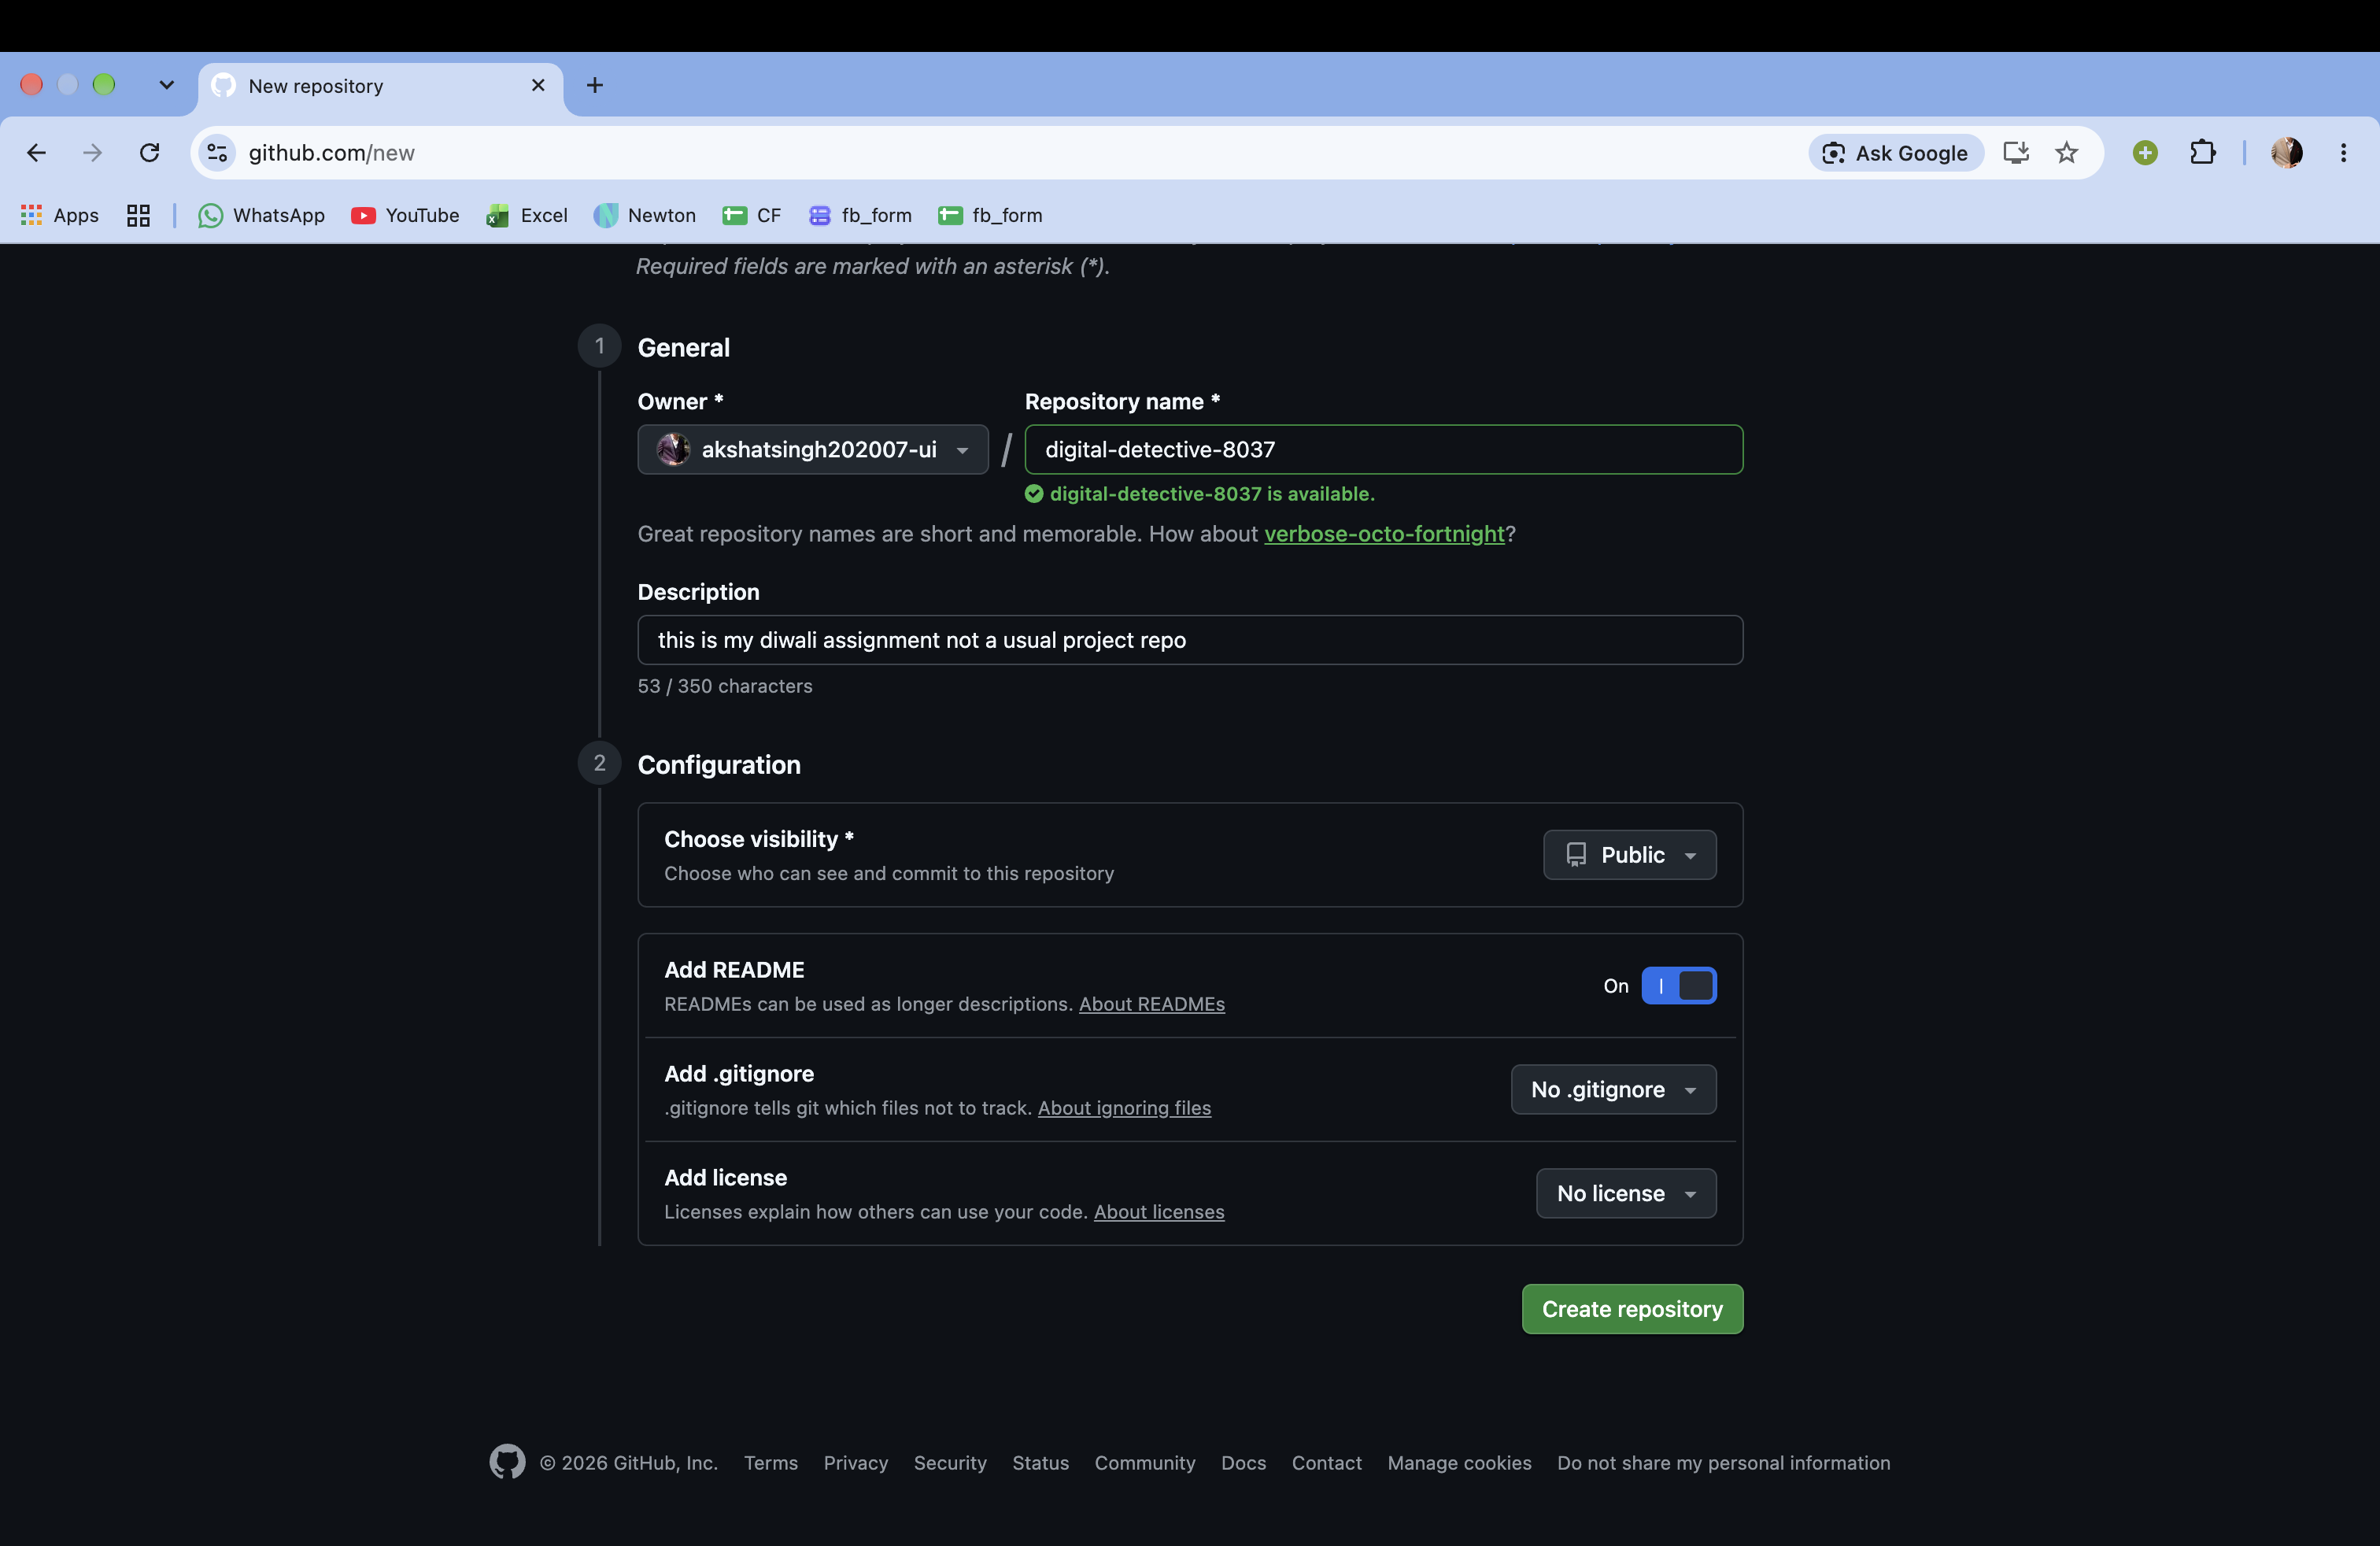 New repository
github.com/new
Ask Google
Apps
WhatsApp
YouTube
Excel
Newton
CF
fb_form
fb_form
Required fields are marked with an asterisk (*).
1 General
Owner * Repository name *
akshatsingh202007-ui / digital-detective-8037
digital-detective-8037 is available.
Great repository names are short and memorable. How about verbose-octo-fortnight?
Description
this is my diwali assignment not a usual project repo
53 / 350 characters
2 Configuration
Choose visibility *
Choose who can see and commit to this repository
Public
Add README
READMEs can be used as longer descriptions. About READMEs
On
Add .gitignore
.gitignore tells git which files not to track. About ignoring files
No .gitignore
Add license
Licenses explain how others can use your code. About licenses
No license
Create repository
© 2026 GitHub, Inc. Terms Privacy Security Status Community Docs Contact Manage cookies Do not share my personal information